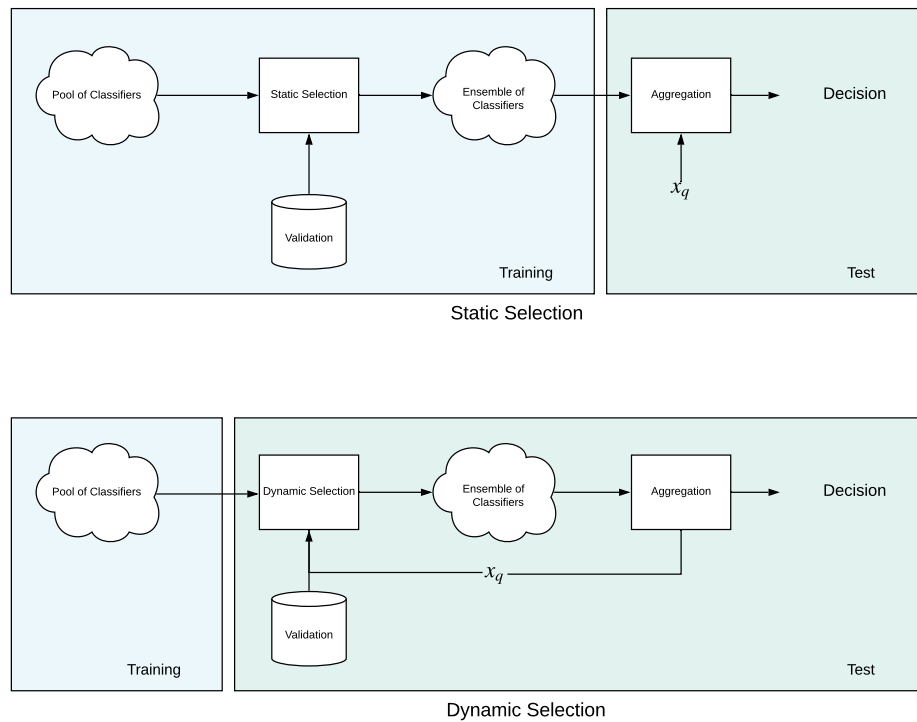 Pool of Classifiers
Static Selection
Ensemble of
Classifiers
Aggregation
Decision
x_q
Validation
Training
Test
Static Selection
Pool of Classifiers
Dynamic Selection
Ensemble of
Classifiers
Aggregation
Decision
x_q
Validation
Training
Test
Dynamic Selection